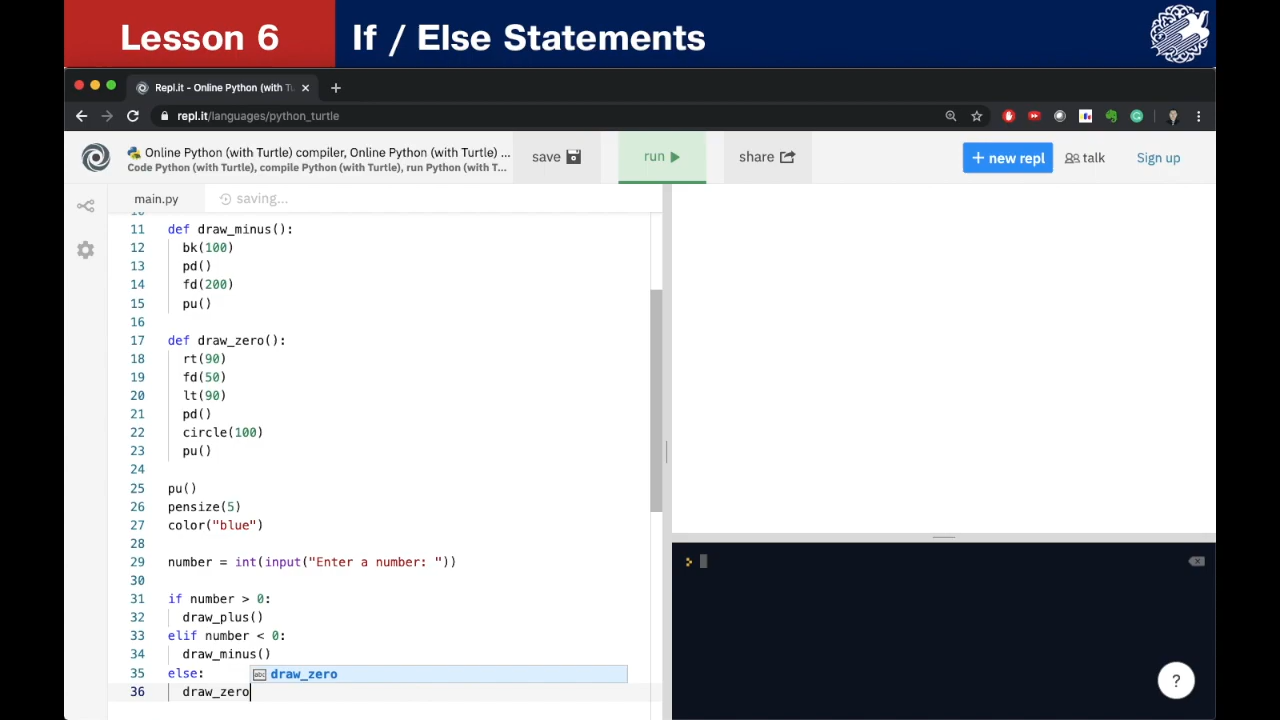 Lesson 6
If / Else Statements
Repl.it - Online Python (with Tu
repl.it/languages/python_turtle
Online Python (with Turtle) compiler, Online Python (with Turtle) ...
Code Python (with Turtle), compile Python (with Turtle), run Python (with T...
save
run
share
+ new repl
talk
Sign up
main.py
saving...
11 def draw_minus():
12 bk(100)
13 pd()
14 fd(200)
15 pu()
16
17 def draw_zero():
18 rt(90)
19 fd(50)
20 lt(90)
21 pd()
22 circle(100)
23 pu()
24
25 pu()
26 pensize(5)
27 color("blue")
28
29 number = int(input("Enter a number: "))
30
31 if number > 0:
32 draw_plus()
33 elif number < 0:
34 draw_minus()
35 else:
abc draw_zero
36 draw_zero
?